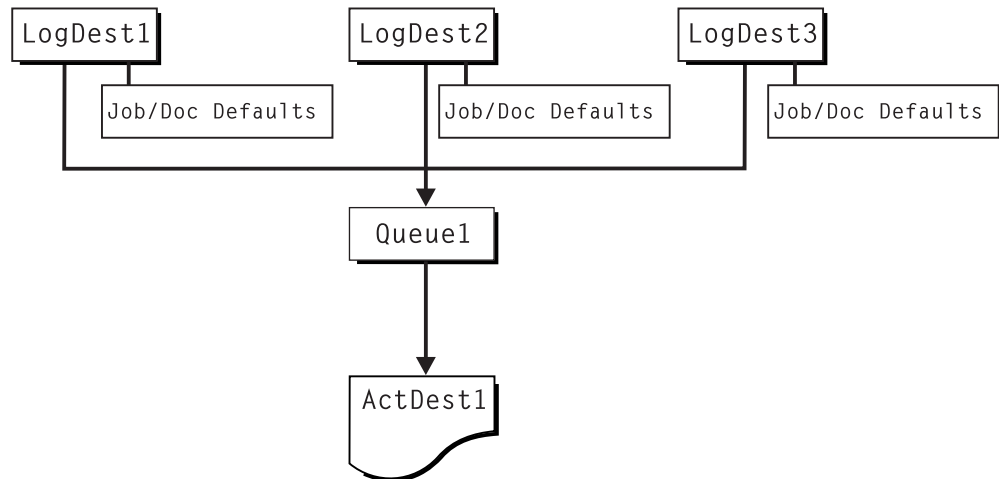 LogDest1
LogDest2
LogDest3
Job/Doc Defaults
Job/Doc Defaults
Job/Doc Defaults
Queue1
ActDest1